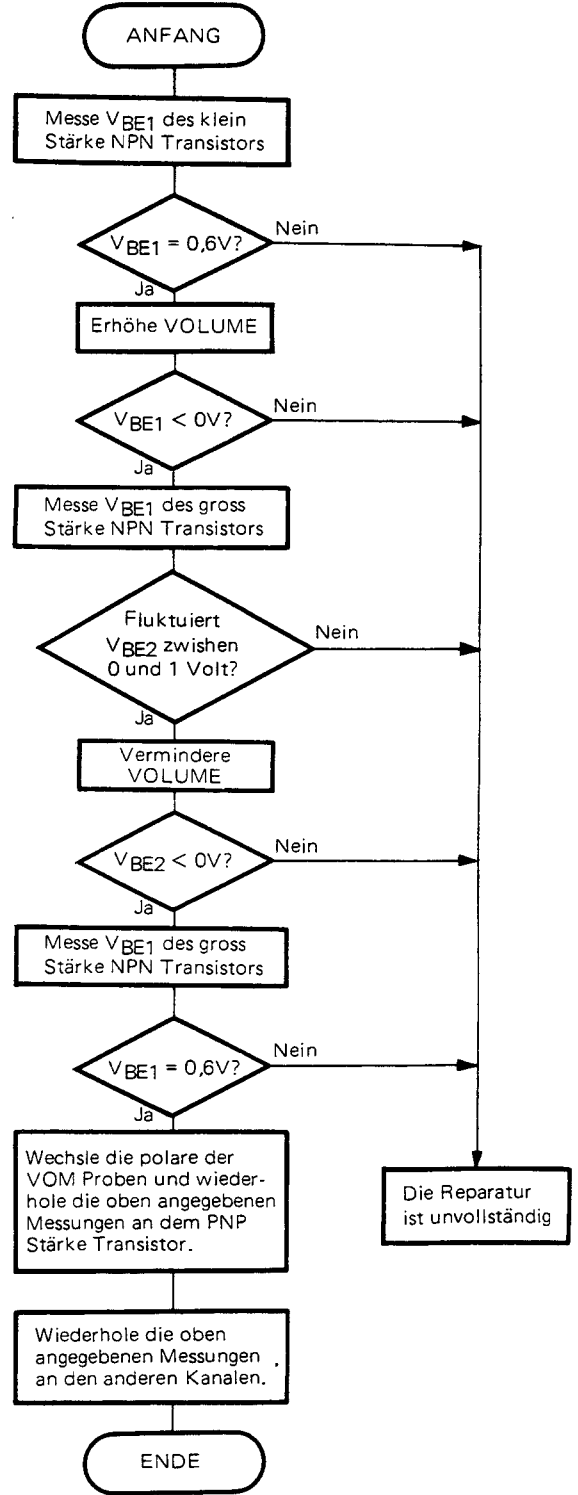 ANFANG
Messe VBE1 des klein
Stärke NPN Transistors
VBE1 = 0,6V?
Nein
Ja
Erhöhe VOLUME
VBE1 < 0V?
Nein
Ja
Messe VBE1 des gross
Stärke NPN Transistors
Fluktuiert
VBE2 zwishen
0 und 1 Volt?
Nein
Ja
Vermindere
VOLUME
VBE2 < 0V?
Nein
Ja
Messe VBE1 des gross
Stärke NPN Transistors
VBE1 = 0,6V?
Nein
Ja
Wechsle die polare der
VOM Proben und wieder-
hole die oben angegebenen
Messungen an dem PNP
Stärke Transistor.
Die Reparatur
ist unvollständig
Wiederhole die oben
angegebenen Messungen
an den anderen Kanalen.
ENDE